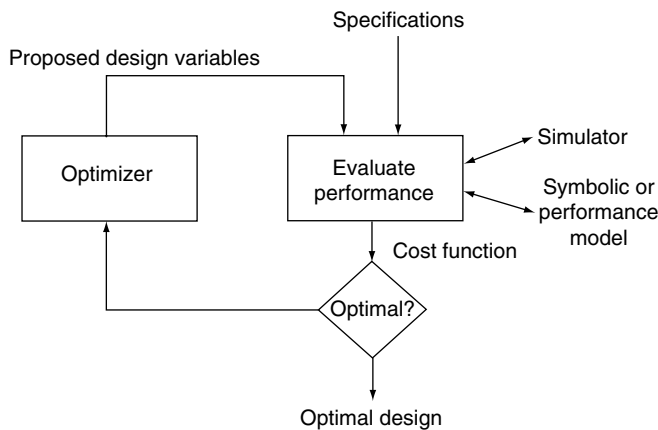 Specifications
Proposed design variables
Optimizer
Evaluate
performance
Simulator
Symbolic or
performance
model
Cost function
Optimal?
Optimal design